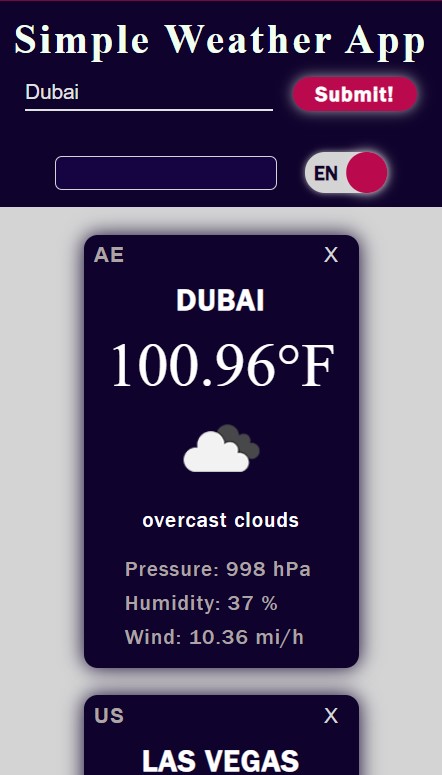 Simple Weather App
Dubai
Submit!
EN
AE X
DUBAI
100.96°F
overcast clouds
Pressure: 998 hPa
Humidity: 37 %
Wind: 10.36 mi/h
US X
LAS VEGAS